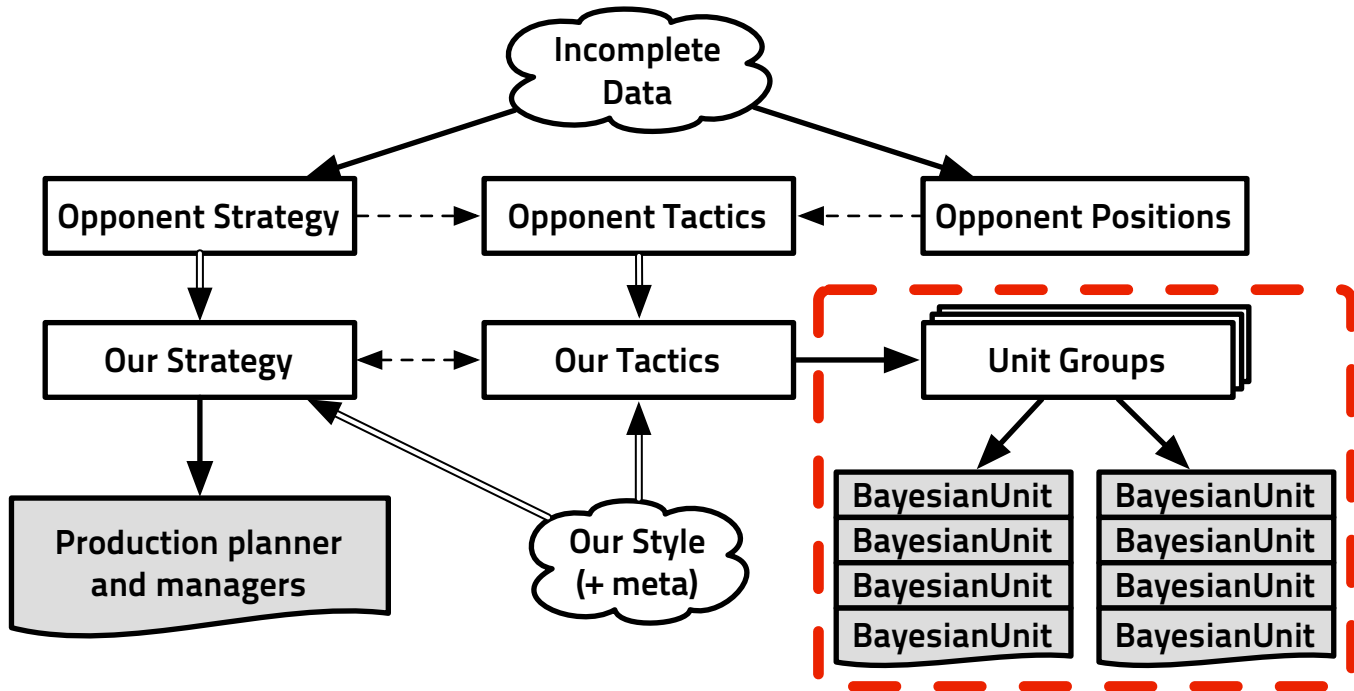 Incomplete
Data
Opponent Strategy
Opponent Tactics
Opponent Positions
Our Strategy
Our Tactics
Unit Groups
Production planner
and managers
Our Style
(+ meta)
BayesianUnit
BayesianUnit
BayesianUnit
BayesianUnit
BayesianUnit
BayesianUnit
BayesianUnit
BayesianUnit